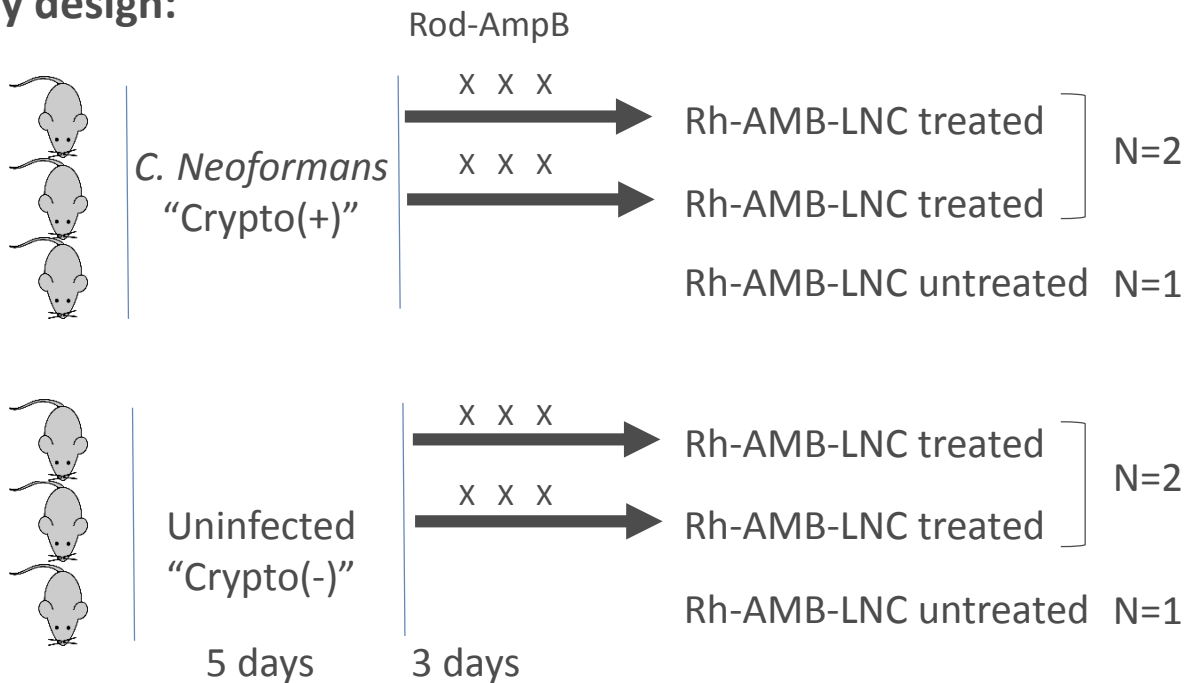 y design:
Rod-AmpB
X X X
Rh-AMB-LNC treated
N=2
C. Neoformans
X X X
"Crypto(+)"
Rh-AMB-LNC treated
Rh-AMB-LNC untreated N=1
X X X
Rh-AMB-LNC treated
N=2
X X X
Uninfected
Rh-AMB-LNC treated
"Crypto(-)"
Rh-AMB-LNC untreated N=1
5 days
3 days